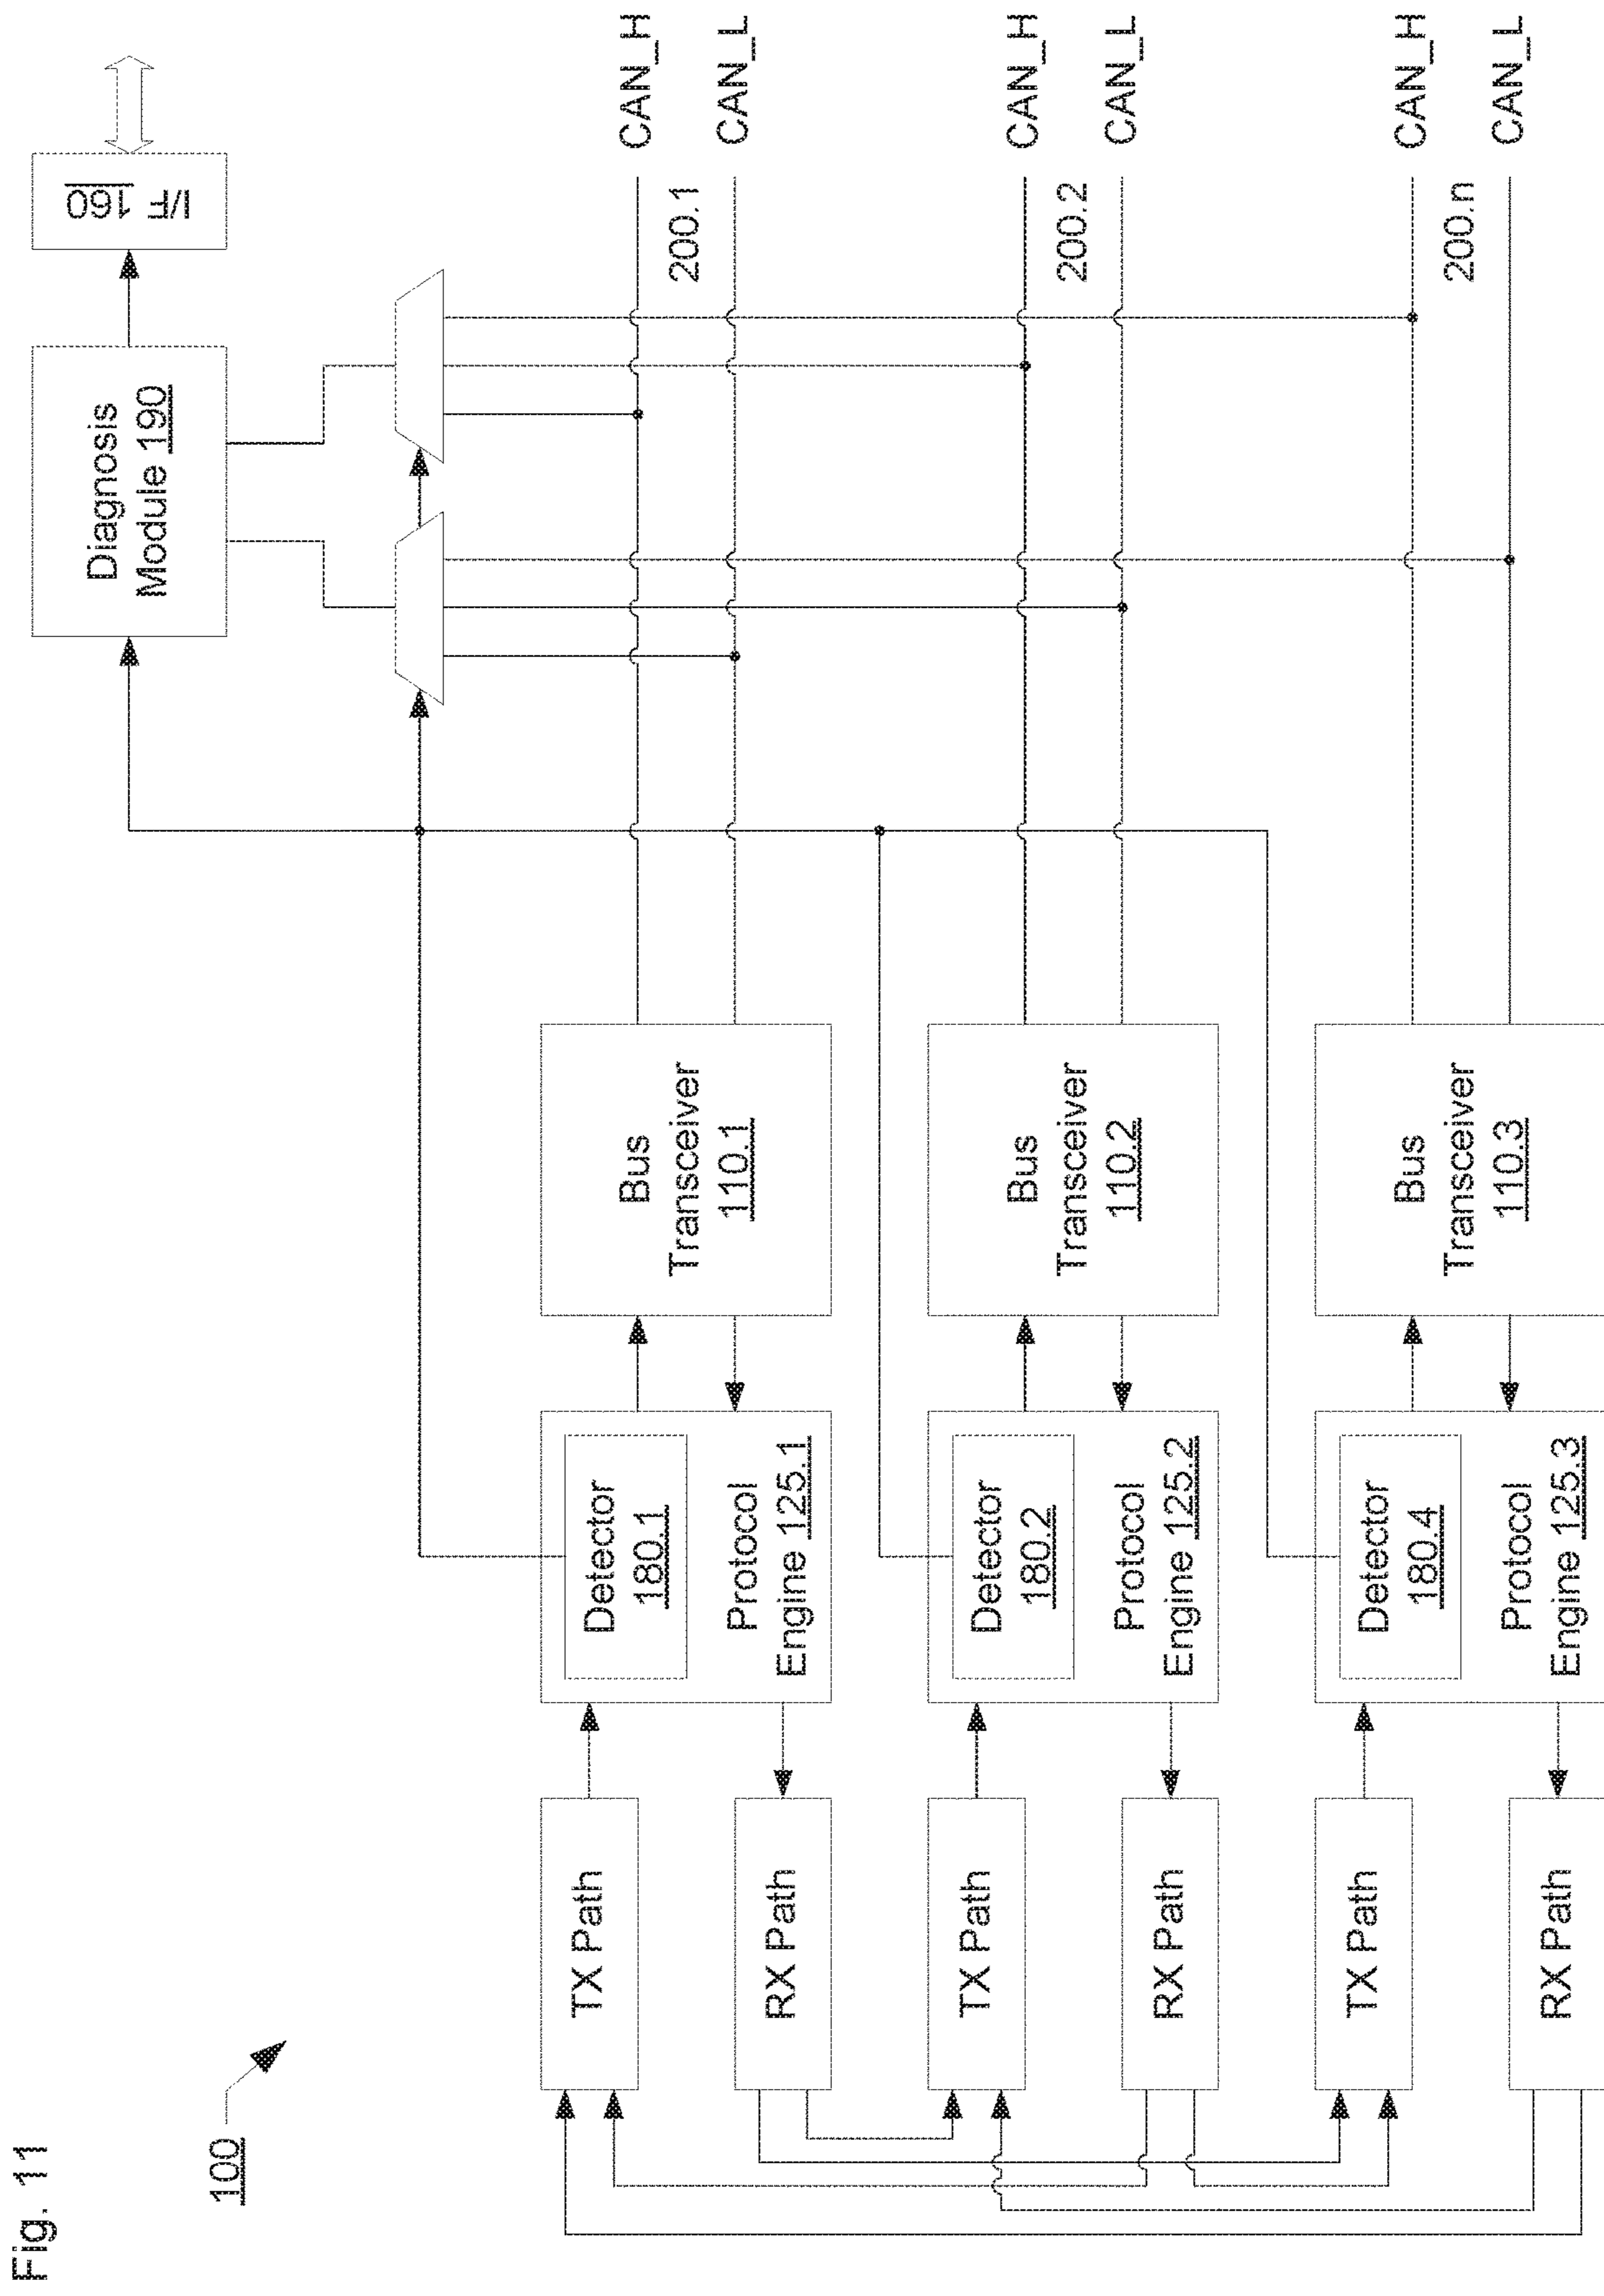 Fig. 11
100
Diagnosis
Module 190
I/F 160
TX Path
RX Path
Detector
180.1
Protocol
Engine 125.1
Bus
Transceiver
110.1
CAN_H
200.1
CAN_L
TX Path
RX Path
Detector
180.2
Protocol
Engine 125.2
Bus
Transceiver
110.2
CAN_H
200.2
CAN_L
TX Path
RX Path
Detector
180.4
Protocol
Engine 125.3
Bus
Transceiver
110.3
CAN_H
200.n
CAN_L